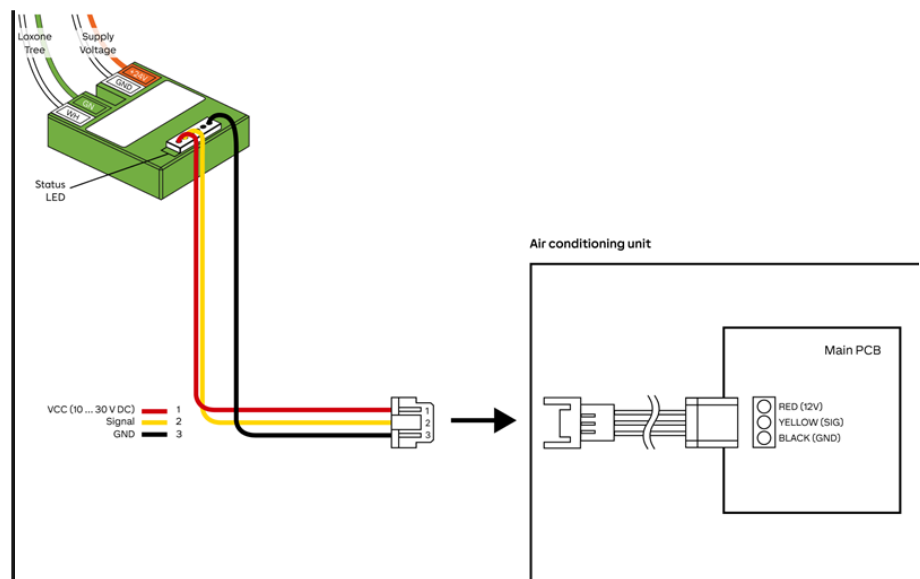 Loxone
Tree
Supply
Voltage
+24V
GND
GN
WH
Status
LED
Air conditioning unit
Main PCB
VCC (10 ... 30 V DC) 1
Signal 2
GND 3
1
2
3
RED (12V)
YELLOW (SIG)
BLACK (GND)